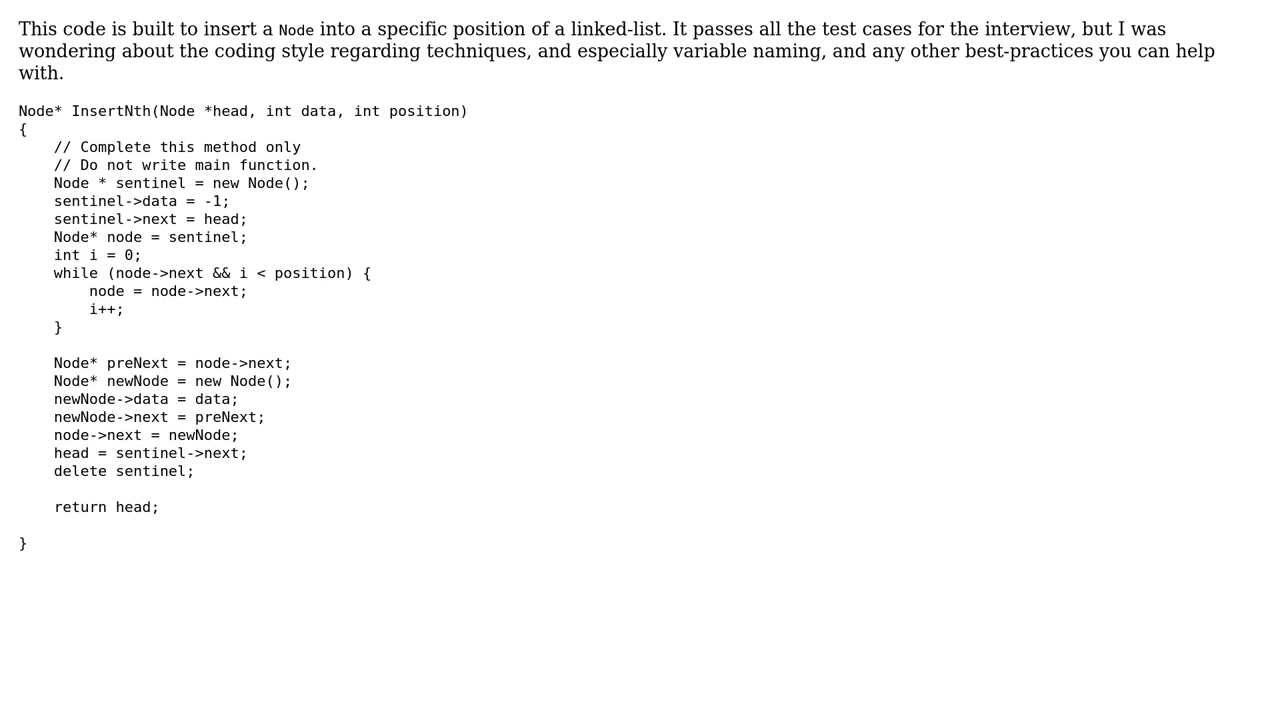 This code is built to insert a Node into a specific position of a linked-list. It passes all the test cases for the interview, but I was
wondering about the coding style regarding techniques, and especially variable naming, and any other best-practices you can help
with.
Node* InsertNth(Node *head, int data, int position)
{
    // Complete this method only
    // Do not write main function.
    Node * sentinel = new Node();
    sentinel->data = -1;
    sentinel->next = head;
    Node* node = sentinel;
    int i = 0;
    while (node->next && i < position) {
        node = node->next;
        i++;
    }
    Node* preNext = node->next;
    Node* newNode = new Node();
    newNode->data = data;
    newNode->next = preNext;
    node->next = newNode;
    head = sentinel->next;
    delete sentinel;
    return head;
}